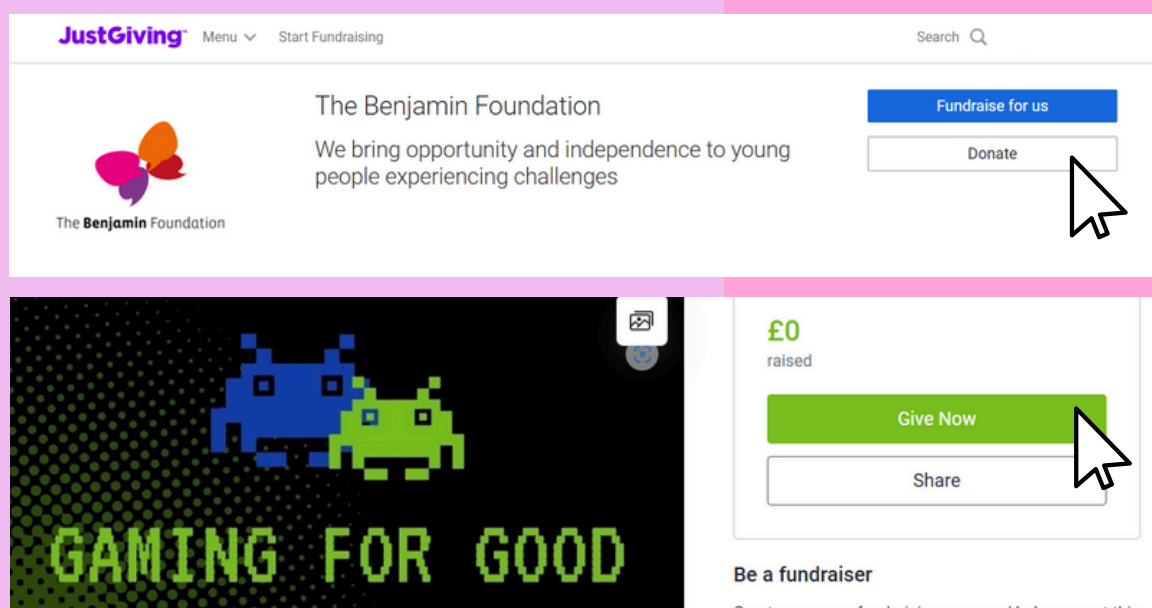 JustGiving Menu Start Fundraising Search
The Benjamin Foundation
We bring opportunity and independence to young
people experiencing challenges
Fundraise for us
Donate
The Benjamin Foundation
GAMING FOR GOOD
£0
raised
Give Now
Share
Be a fundraiser